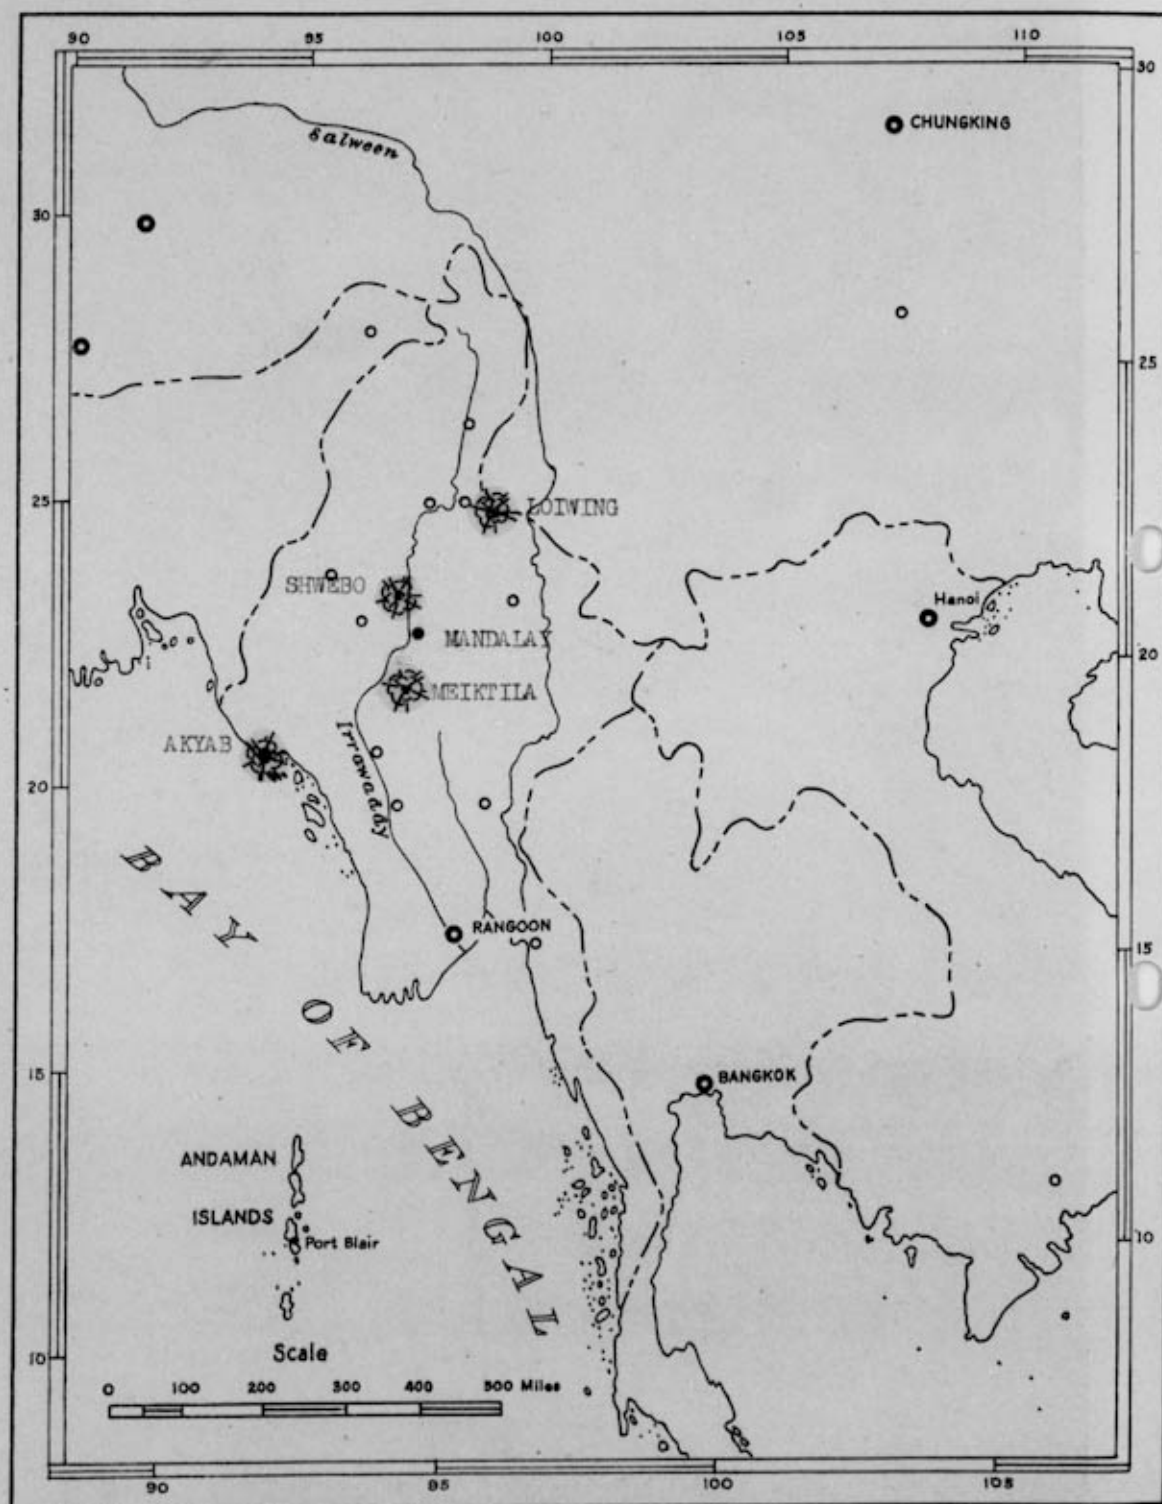 90 95 100 105 110
30
CHUNGKING
Salween
30
25
25
LOIWING
SHWEBO
Hanoi
MANDALAY
20
MEIKTILA
AKYAB
Irrawaddy
20
BAY OF BENGAL
RANGOON
15
15
BANGKOK
ANDAMAN
ISLANDS
Port Blair
10
Scale
10
0 100 200 300 400 500 Miles
90 95 100 105